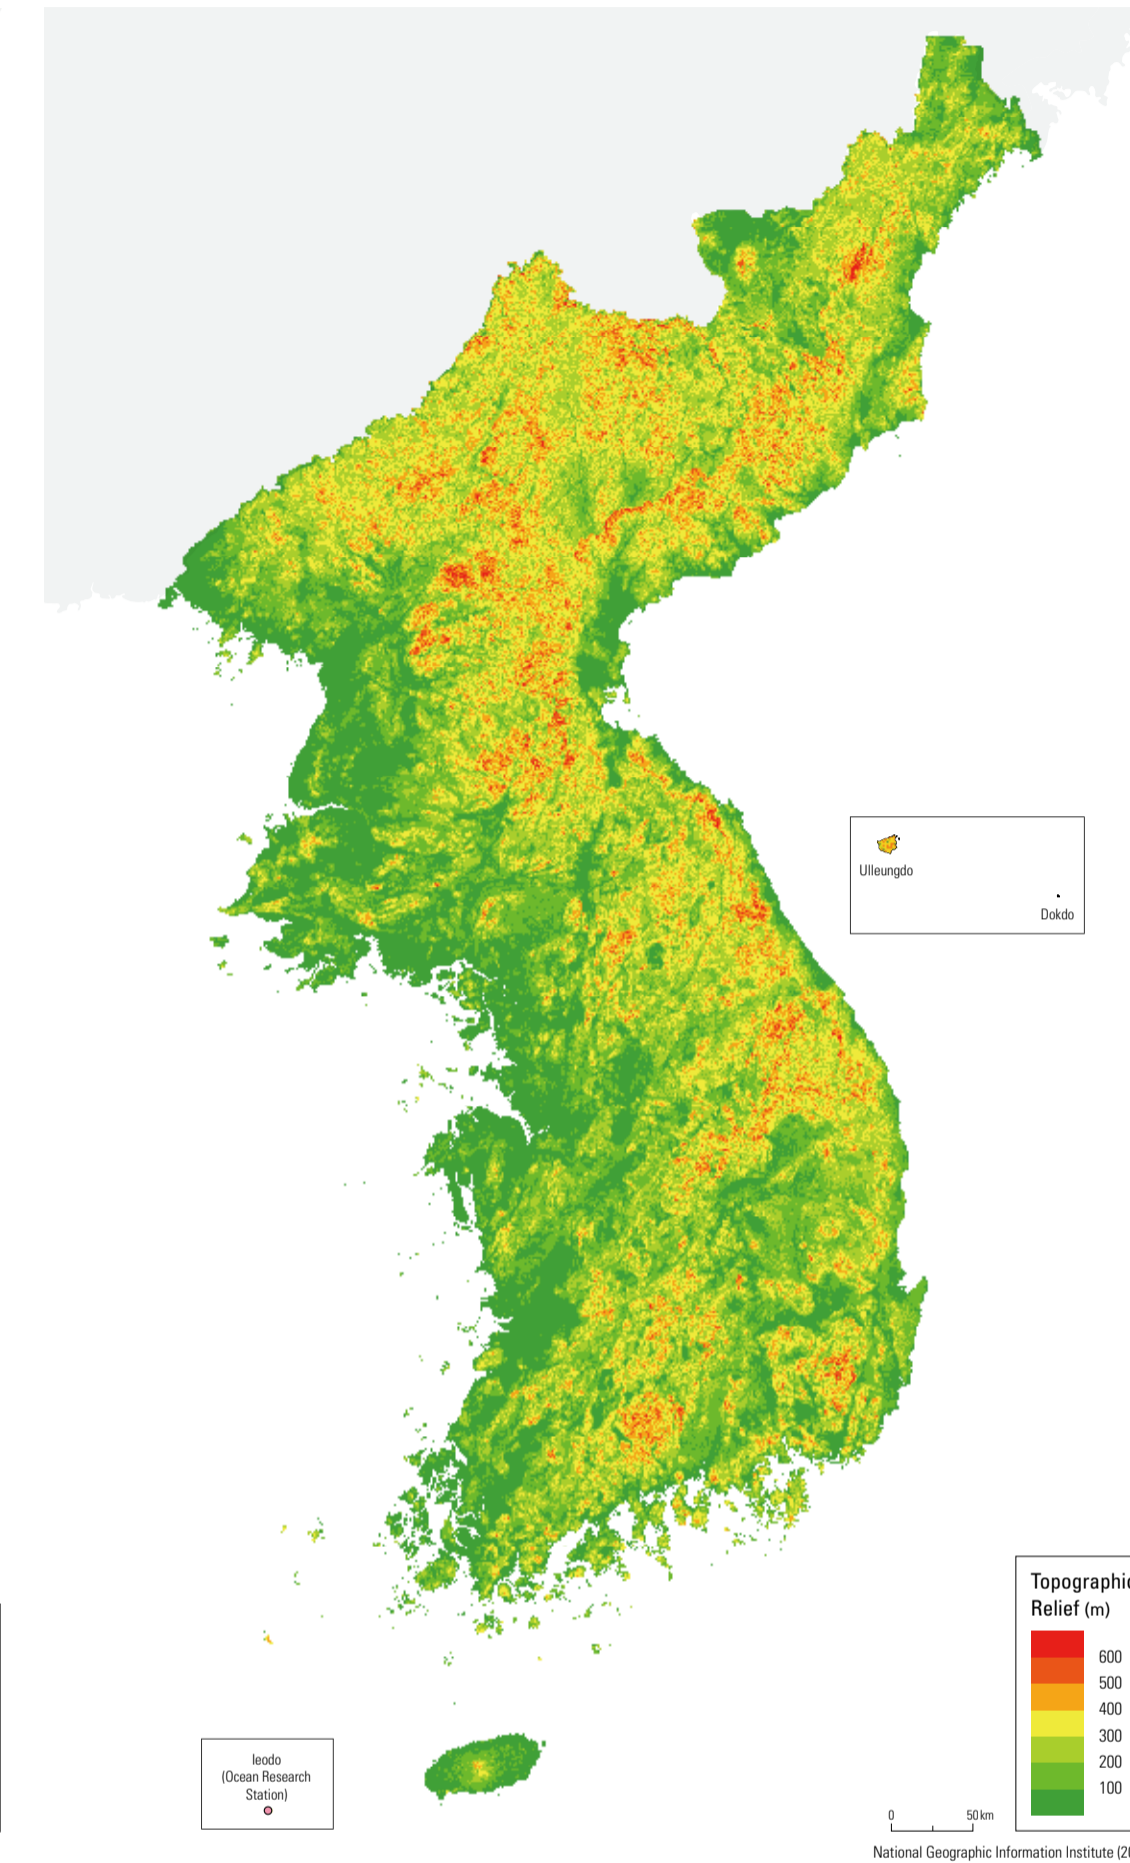 Ulleungdo
Dokdo
Ieodo
(Ocean Research
Station)
Topographic
Relief (m)
600
500
400
300
200
100
0 50 km
National Geographic Information Institute (20